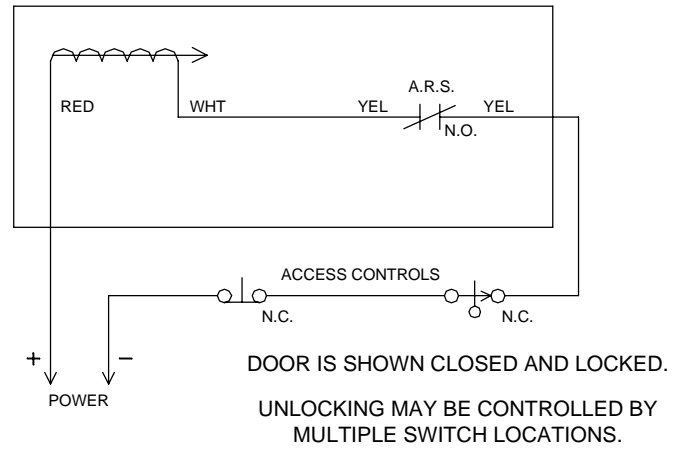 A.R.S.
RED
WHT
YEL
YEL
N.O.
ACCESS CONTROLS
N.C.
N.C.
+
–
POWER
DOOR IS SHOWN CLOSED AND LOCKED.
UNLOCKING MAY BE CONTROLLED BY
MULTIPLE SWITCH LOCATIONS.